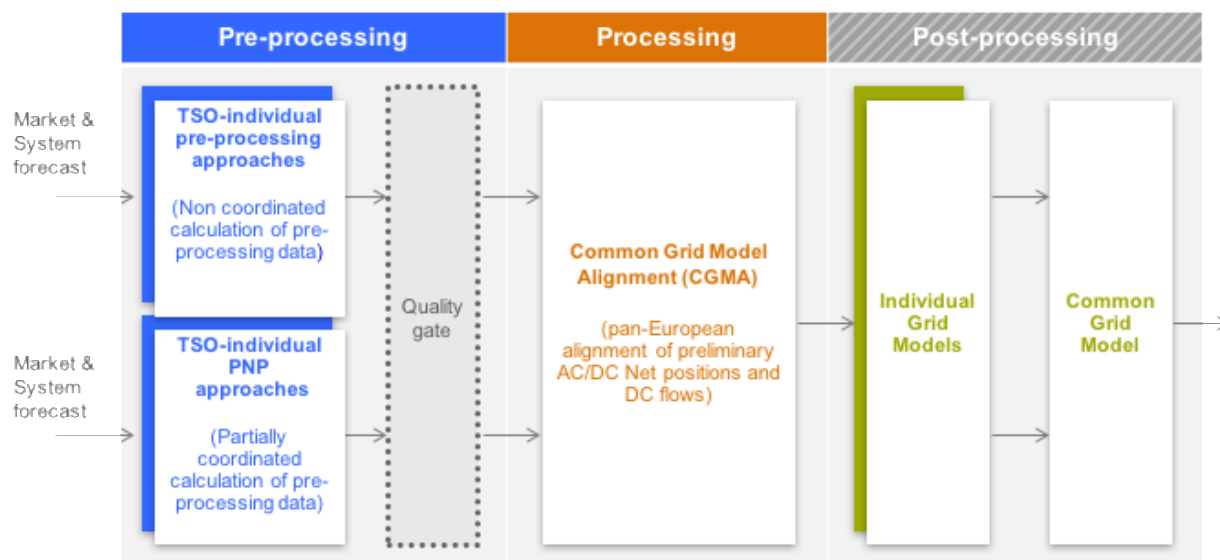 Pre-processing
Processing
Post-processing
Market &
System
forecast
TSO-individual
pre-processing
approaches
(Non coordinated
calculation of pre-
processing data)
Market &
System
forecast
TSO-individual
PNP
approaches
(Partially
coordinated
calculation of pre-
processing data)
Quality
gate
Common Grid Model
Alignment (CGMA)
(pan-European
alignment of preliminary
AC/DC Net positions and
DC flows)
Individual
Grid
Models
Common
Grid
Model